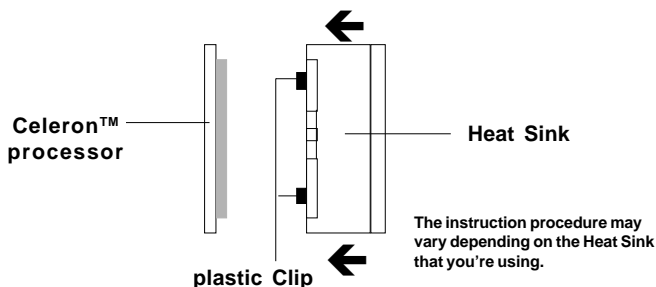 Celeron™
processor
Heat Sink
The instruction procedure may
vary depending on the Heat Sink
that you're using.
plastic Clip